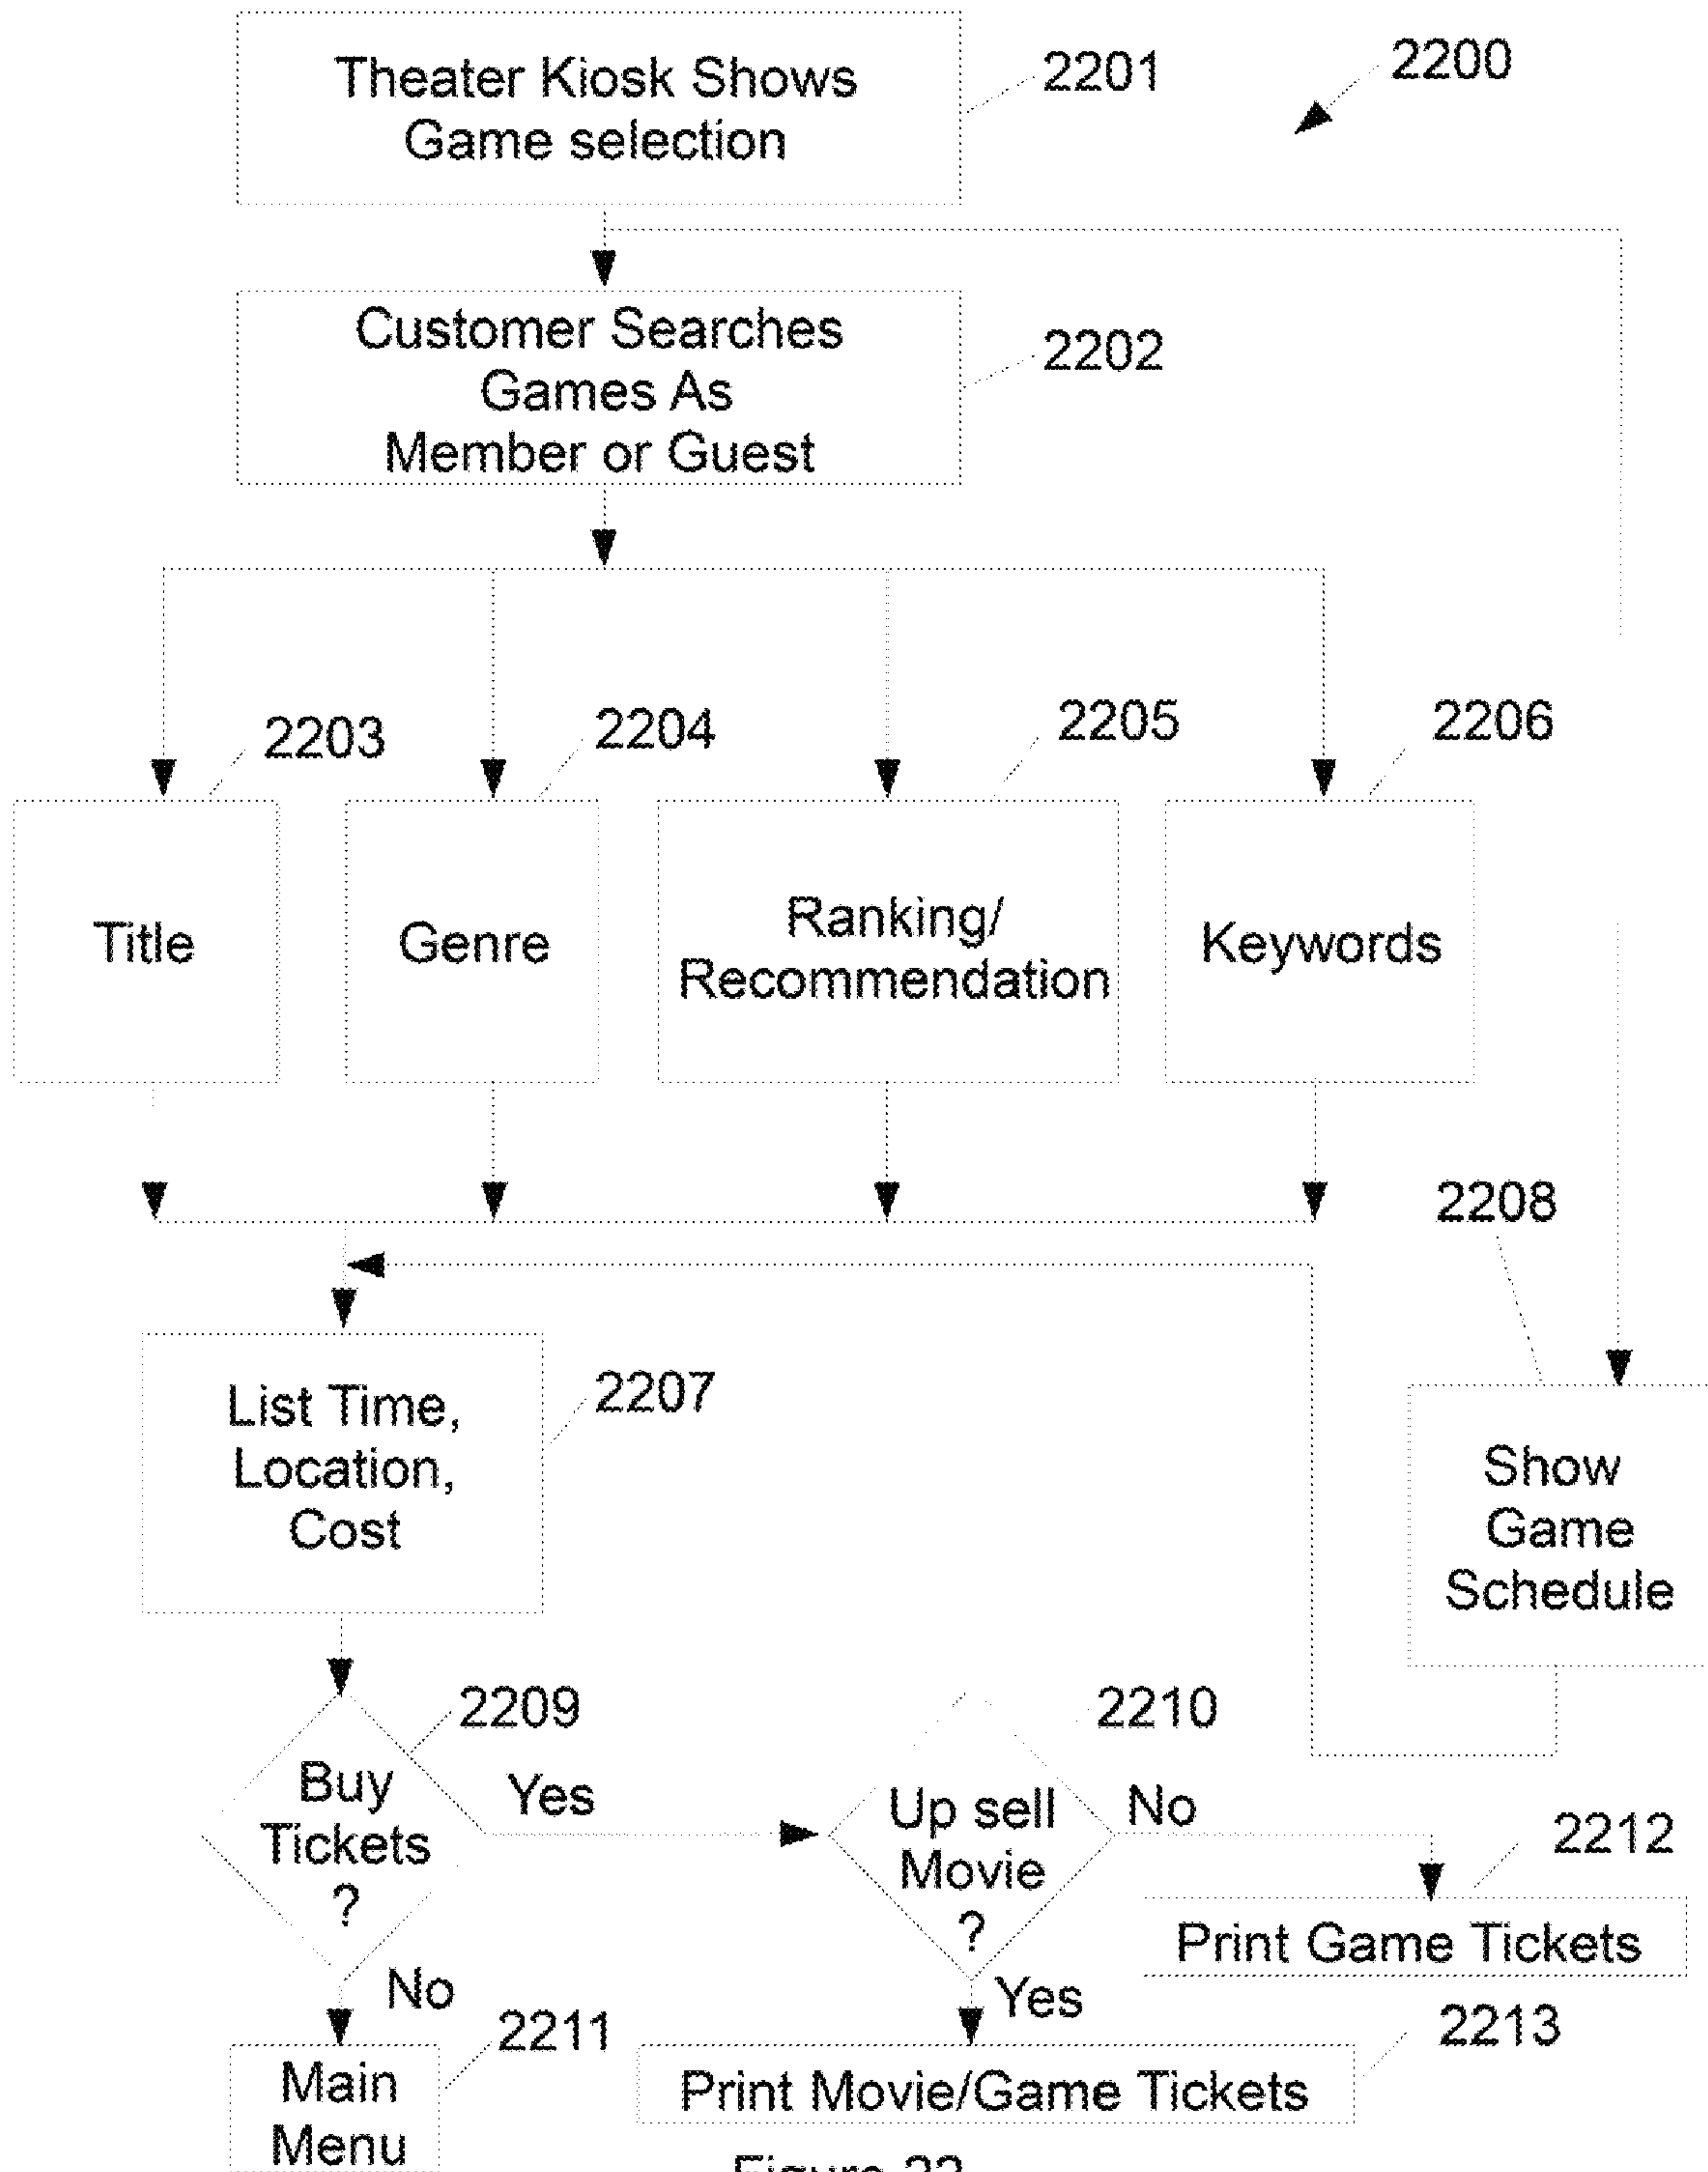 Theater Kiosk Shows
Game selection
2201
2200
Customer Searches
Games As
Member or Guest
2202
2203
2204
2205
2206
Title
Genre
Ranking/
Recommendation
Keywords
2208
List Time,
Location,
Cost
2207
Show
Game
Schedule
2209
2210
Buy
Tickets
?
Yes
Up sell
Movie
?
No
2212
Print Game Tickets
No
Yes
2211
2213
Main
Menu
Print Movie/Game Tickets
Figure 22